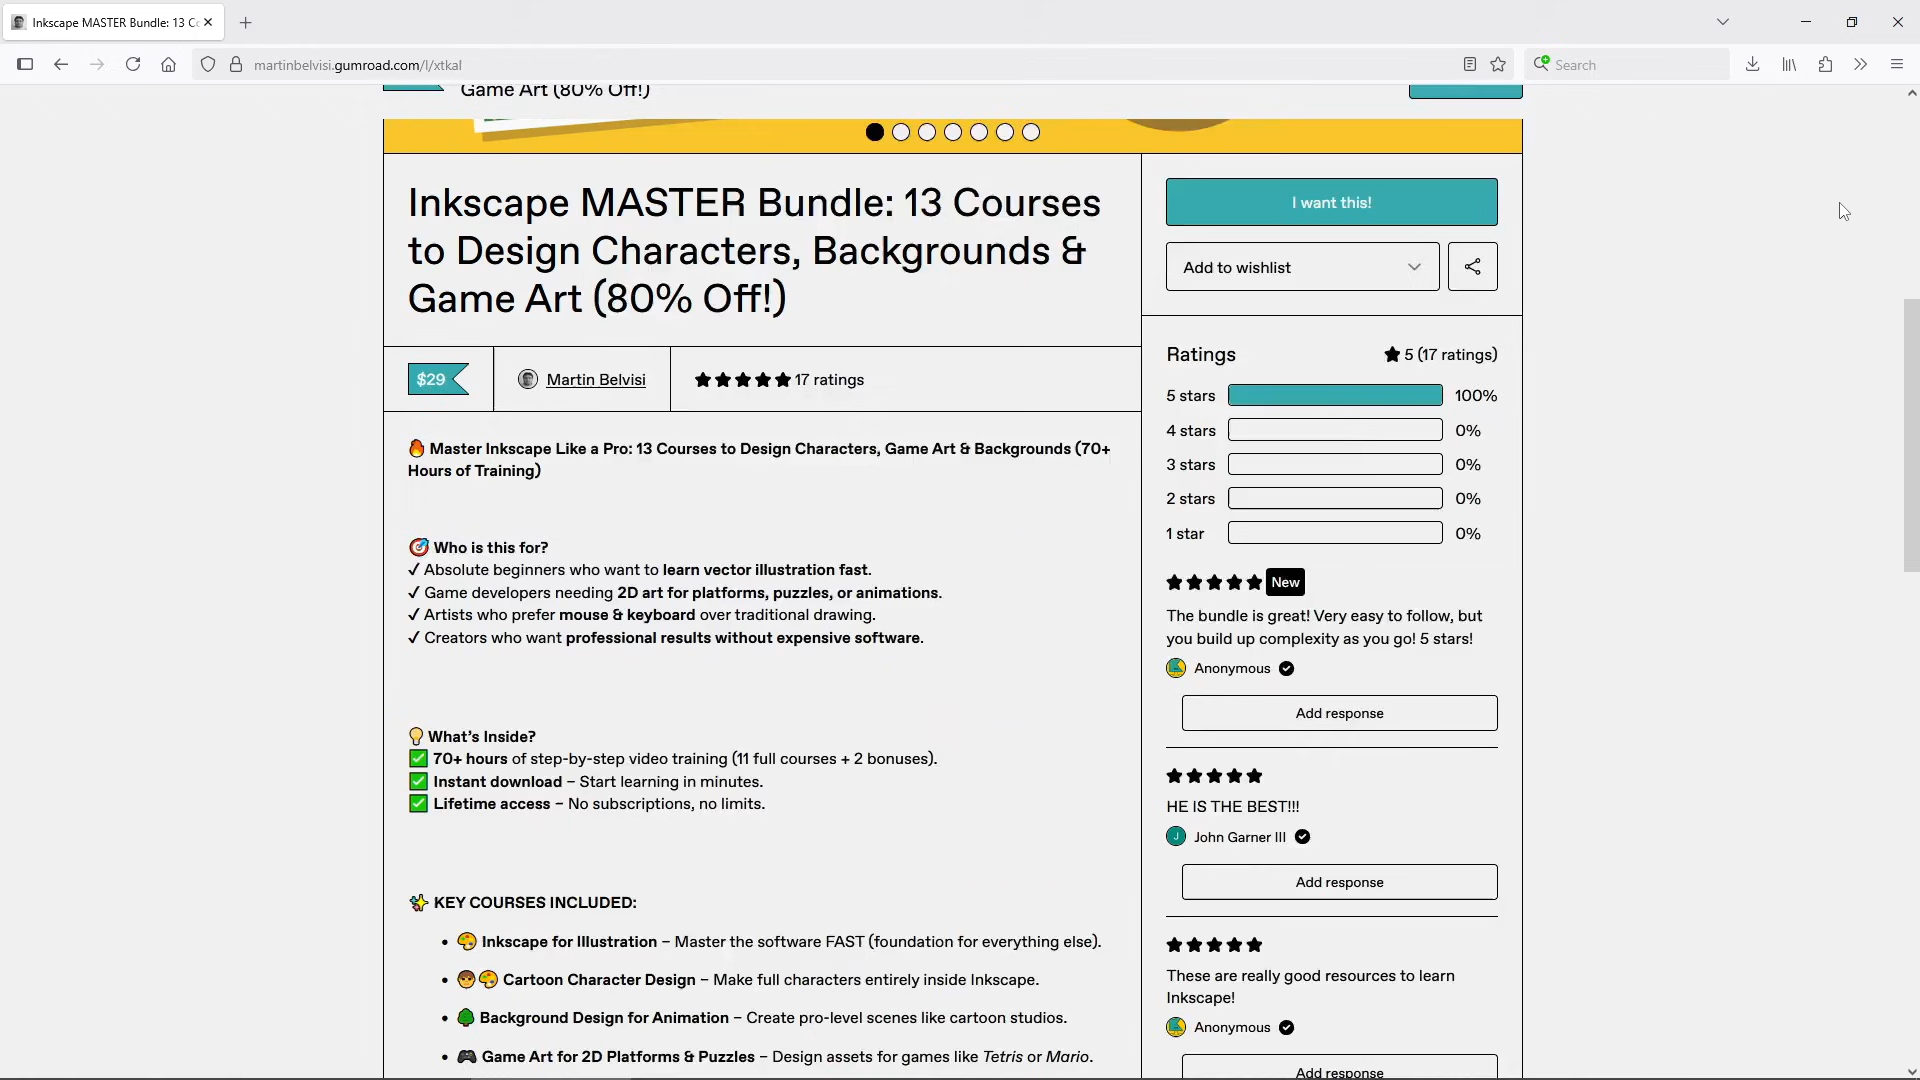 Inkscape MASTER Bundle: 13 Co
martinbelvisi.gumroad.com/l/xtkal
Search
Game Art (80% Off!)
Inkscape MASTER Bundle: 13 Courses
to Design Characters, Backgrounds &
Game Art (80% Off!)
$29
Martin Belvisi
17 ratings
🔥 Master Inkscape Like a Pro: 13 Courses to Design Characters, Game Art & Backgrounds (70+
Hours of Training)
🎯 Who is this for?
✓ Absolute beginners who want to learn vector illustration fast.
✓ Game developers needing 2D art for platforms, puzzles, or animations.
✓ Artists who prefer mouse & keyboard over traditional drawing.
✓ Creators who want professional results without expensive software.
💡 What's Inside?
✅ 70+ hours of step-by-step video training (11 full courses + 2 bonuses).
✅ Instant download – Start learning in minutes.
✅ Lifetime access – No subscriptions, no limits.
✨ KEY COURSES INCLUDED:
• 🎨 Inkscape for Illustration – Master the software FAST (foundation for everything else).
• 👨🎨 Cartoon Character Design – Make full characters entirely inside Inkscape.
• 🌳 Background Design for Animation – Create pro-level scenes like cartoon studios.
• 🎮 Game Art for 2D Platforms & Puzzles – Design assets for games like Tetris or Mario.
I want this!
Add to wishlist
Ratings
★ 5 (17 ratings)
5 stars 100%
4 stars 0%
3 stars 0%
2 stars 0%
1 star 0%
★★★★★ New
The bundle is great! Very easy to follow, but
you build up complexity as you go! 5 stars!
Anonymous
Add response
★★★★★
HE IS THE BEST!!!
J John Garner III
Add response
★★★★★
These are really good resources to learn
Inkscape!
Anonymous
Add response